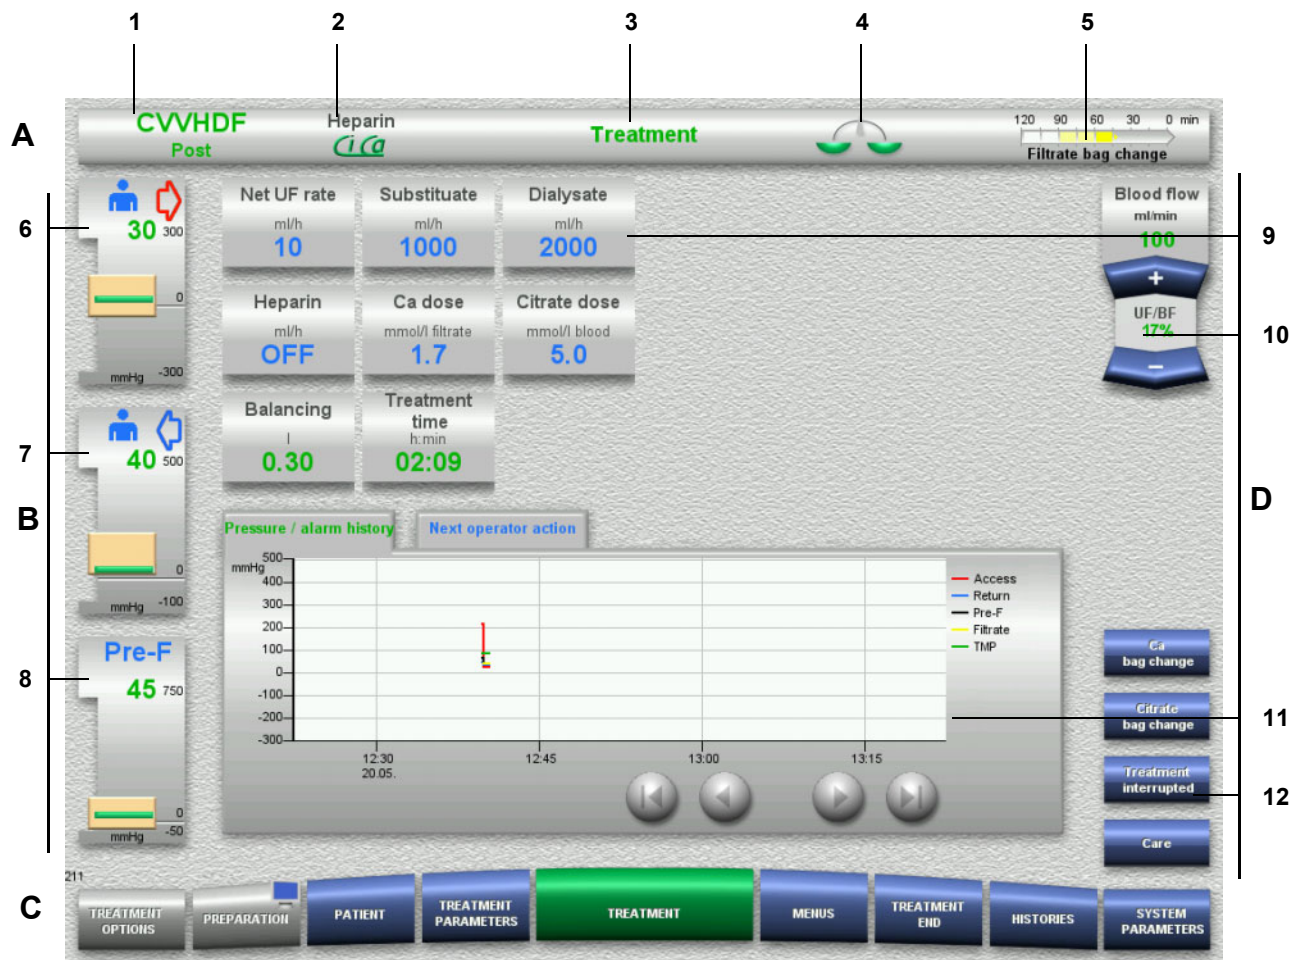 1 2 3 4 5
A
CVVHDF
Post
Heparin
CiCa
Treatment
120 90 60 30 0 min
Filtrate bag change
6
30 300
0
mmHg -300
7
40 500
0
mmHg -100
B
8
Pre-F
45 750
0
mmHg -50
Net UF rate
ml/h
10
Substituate
ml/h
1000
Dialysate
ml/h
2000
Heparin
ml/h
OFF
Ca dose
mmol/l filtrate
1.7
Citrate dose
mmol/l blood
5.0
Balancing
l
0.30
Treatment
time
h:min
02:09
Blood flow
ml/min
100
+
UF/BF
17%
−
9
10
D
11
12
Pressure / alarm history
Next operator action
mmHg
500
400
300
200
100
0
-100
-200
-300
12:30 12:45 13:00 13:15
20.05.
Access
Return
Pre-F
Filtrate
TMP
Ca
bag change
Citrate
bag change
Treatment
interrupted
Care
211
C
TREATMENT
OPTIONS
PREPARATION
PATIENT
TREATMENT
PARAMETERS
TREATMENT
MENUS
TREATMENT
END
HISTORIES
SYSTEM
PARAMETERS